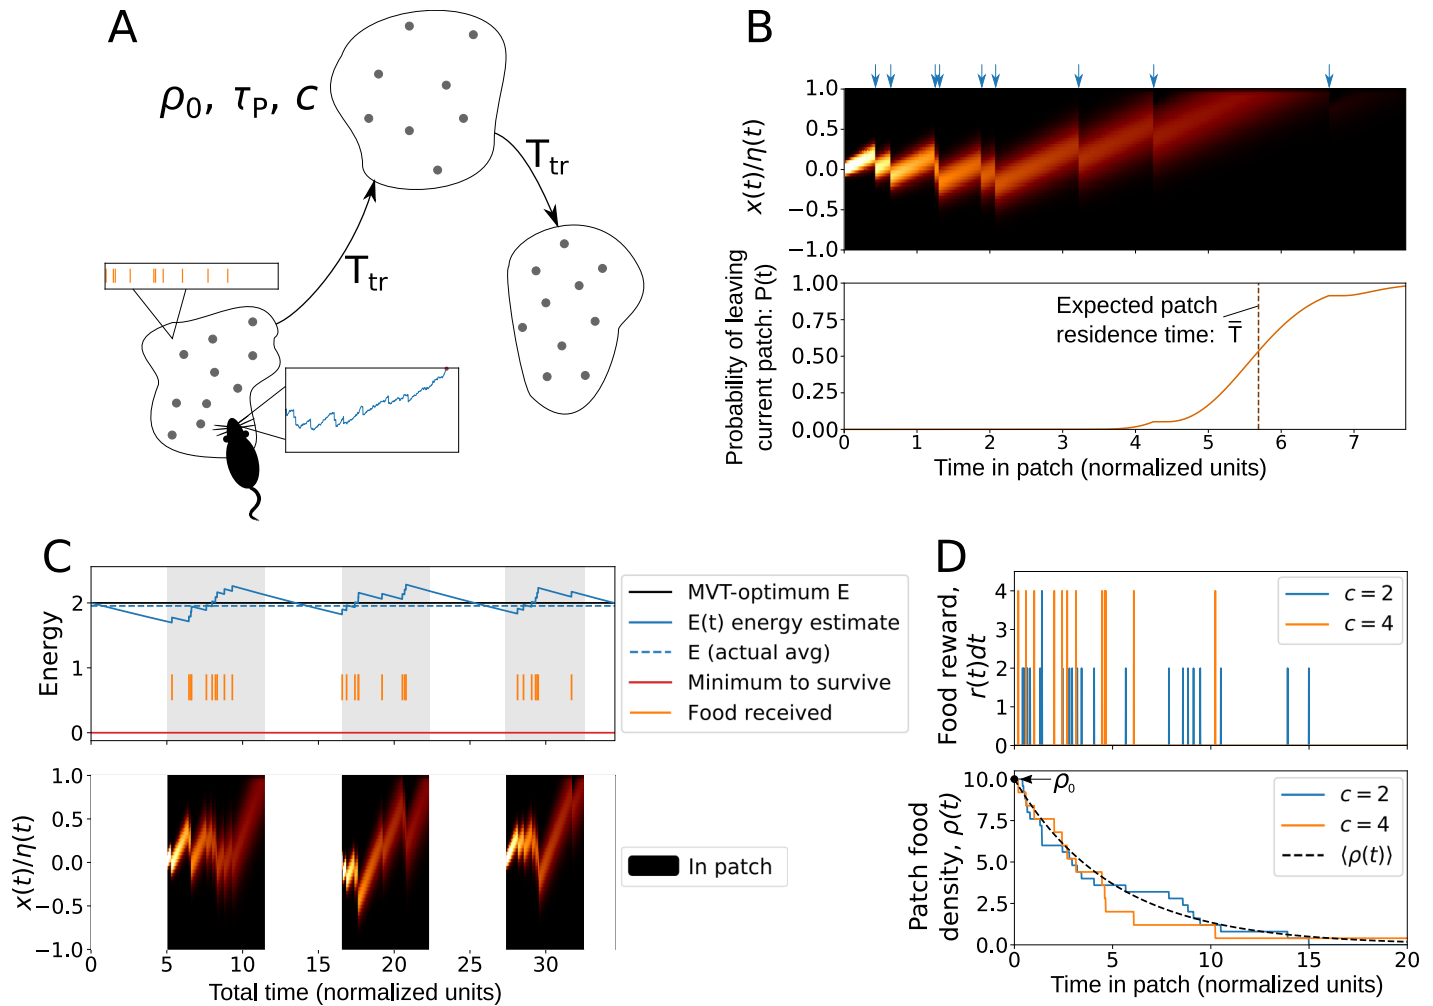 A
ρ₀, τ_P, c
T_tr
T_tr
B
x(t)/η(t)
1.0
0.5
0.0
−0.5
−1.0
Probability of leaving
current patch: P(t)
1.00
0.75
0.50
0.25
0.00
Expected patch
residence time: T̿
0 1 2 3 4 5 6 7
Time in patch (normalized units)
C
Energy
2
1
0
MVT-optimum E
E(t) energy estimate
E (actual avg)
Minimum to survive
Food received
x(t)/η(t)
1.0
0.5
0.0
−0.5
−1.0
In patch
0 5 10 15 20 25 30
Total time (normalized units)
D
Food reward,
r(t)dt
4
3
2
1
0
c = 2
c = 4
Patch food
density, ρ(t)
10.0
7.5
5.0
2.5
0.0
ρ₀
c = 2
c = 4
⟨ρ(t)⟩
0 5 10 15 20
Time in patch (normalized units)